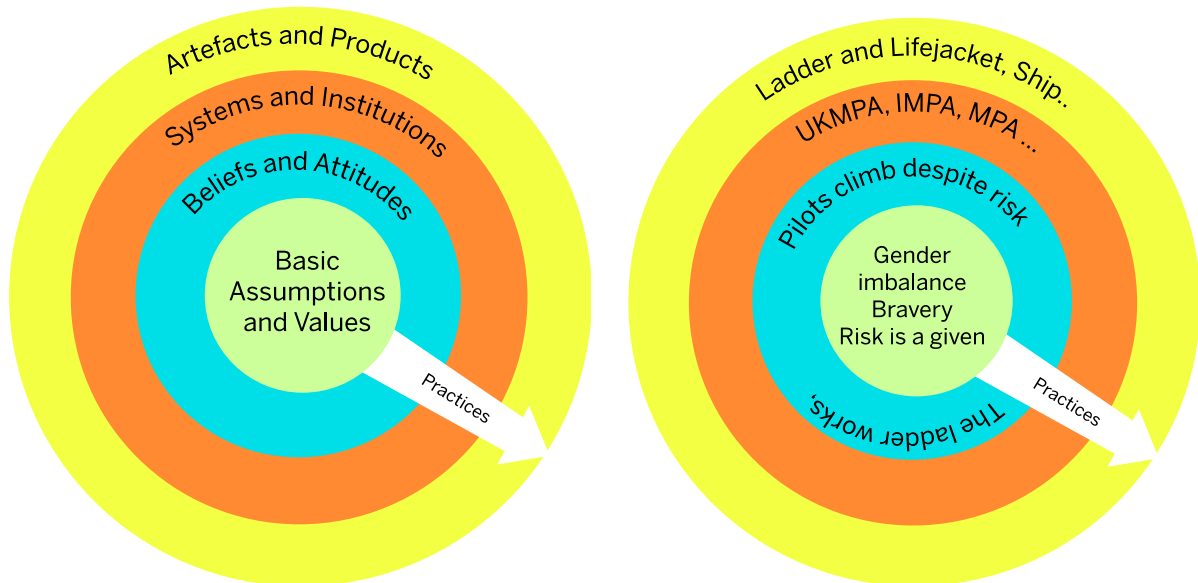 Artefacts and Products
Systems and Institutions
Beliefs and Attitudes
Basic
Assumptions
and Values
Practices
Ladder and Lifejacket, Ship..
UKMPA, IMPA, MPA ...
Pilots climb despite risk
Gender
imbalance
Bravery
Risk is a given
The ladder works,
Practices